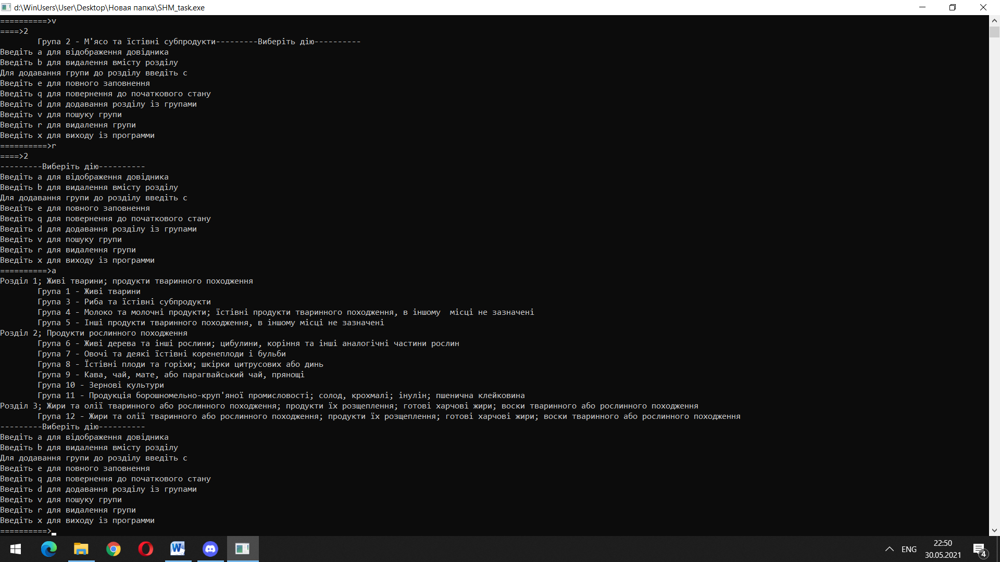 d:\WinUsers\User\Desktop\Новая папка\SHM_task.exe
==========>v
====>2
Група 2 - М'ясо та їстівні субпродукти---------Виберіть дію----------
Введіть a для відображення довідника
Введіть b для видалення вмісту розділу
Для додавання групи до розділу введіть c
Введіть e для повного заповнення
Введіть q для повернення до початкового стану
Введіть d для додавання розділу із групами
Введіть v для пошуку групи
Введіть r для видалення групи
Введіть x для виходу із программи
==========>r
====>2
---------Виберіть дію----------
Введіть a для відображення довідника
Введіть b для видалення вмісту розділу
Для додавання групи до розділу введіть c
Введіть e для повного заповнення
Введіть q для повернення до початкового стану
Введіть d для додавання розділу із групами
Введіть v для пошуку групи
Введіть r для видалення групи
Введіть x для виходу із программи
==========>a
Розділ 1; Живі тварини; продукти тваринного походження
Група 1 - Живі тварини
Група 3 - Риба та їстівні субпродукти
Група 4 - Молоко та молочні продукти; їстівні продукти тваринного походження, в іншому  місці не зазначені
Група 5 - Інші продукти тваринного походження, в іншому місці не зазначені
Розділ 2; Продукти рослинного походження
Група 6 - Живі дерева та інші рослини; цибулини, коріння та інші аналогічні частини рослин
Група 7 - Овочі та деякі їстівні коренеплоди і бульби
Група 8 - Їстівні плоди та горіхи; шкірки цитрусових або динь
Група 9 - Кава, чай, мате, або парагвайський чай, прянощі
Група 10 - Зернові культури
Група 11 - Продукція борошномельно-круп'яної промисловості; солод, крохмалі; інулін; пшенична клейковина
Розділ 3; Жири та олії тваринного або рослинного походження; продукти їх розщеплення; готові харчові жири; воски тваринного або рослинного походження
Група 12 - Жири та олії тваринного або рослинного походження; продукти їх розщеплення; готові харчові жири; воски тваринного або рослинного походження
---------Виберіть дію----------
Введіть a для відображення довідника
Введіть b для видалення вмісту розділу
Для додавання групи до розділу введіть c
Введіть e для повного заповнення
Введіть q для повернення до початкового стану
Введіть d для додавання розділу із групами
Введіть v для пошуку групи
Введіть r для видалення групи
Введіть x для виходу із программи
==========>
ENG
22:50
30.05.2021
4